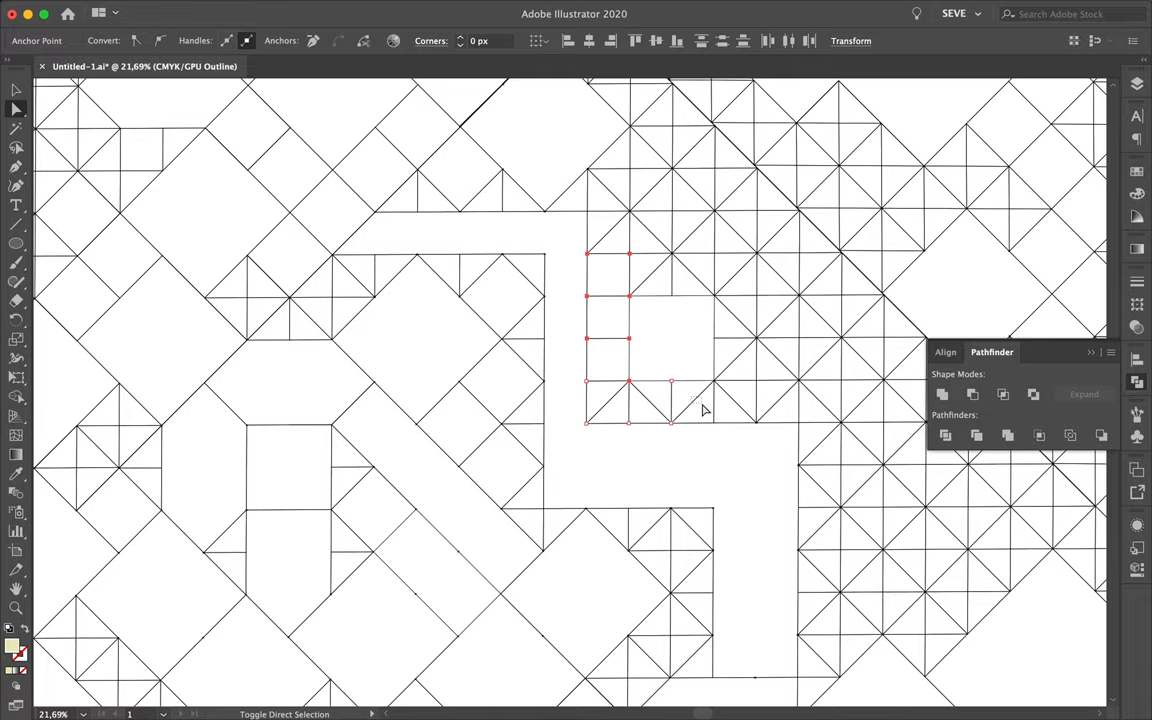 Adobe Illustrator 2020
SEVE
Search Adobe Stock
Anchor Point
Convert:
Handles:
Anchors:
Corners:
0 px
Transform
× Untitled-1.ai* @ 21,69% (CMYK/GPU Outline)
Align
Pathfinder
Shape Modes:
Expand
Pathfinders:
21,69%
1
Toggle Direct Selection